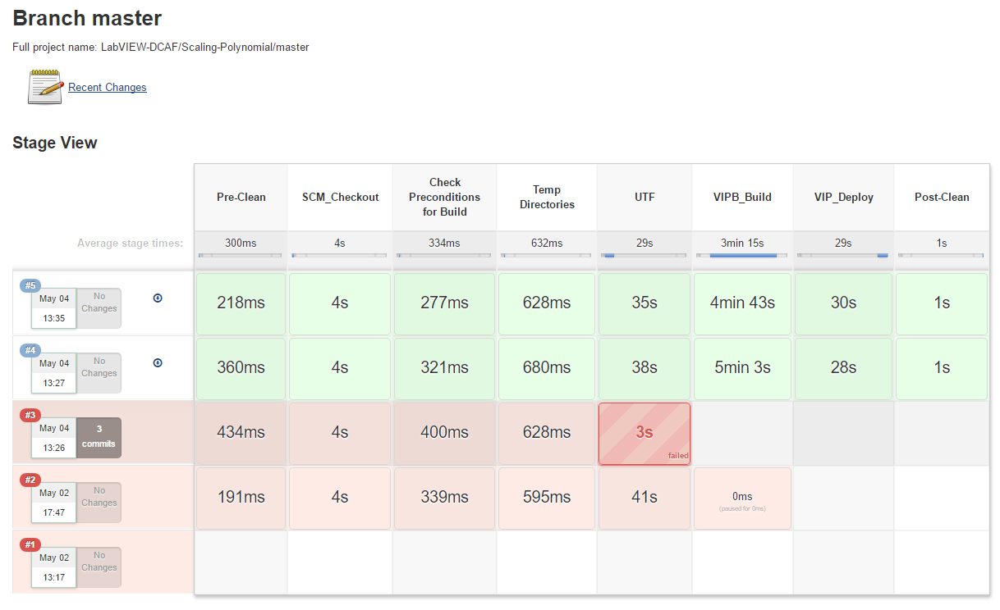 Branch master
Full project name: LabVIEW-DCAF/Scaling-Polynomial/master
Recent Changes
Stage View
Pre-Clean
SCM_Checkout
Check
Preconditions
for Build
Temp
Directories
UTF
VIPB_Build
VIP_Deploy
Post-Clean
Average stage times:
300ms
4s
334ms
632ms
29s
3min 15s
29s
1s
#5
May 04
13:35
No
Changes
218ms
4s
277ms
628ms
35s
4min 43s
30s
1s
#4
May 04
13:27
No
Changes
360ms
4s
321ms
680ms
38s
5min 3s
28s
1s
#3
May 04
13:26
3
commits
434ms
4s
400ms
628ms
3s
failed
#2
May 02
17:47
No
Changes
191ms
4s
339ms
595ms
41s
0ms
(paused for 0ms)
#1
May 02
13:17
No
Changes